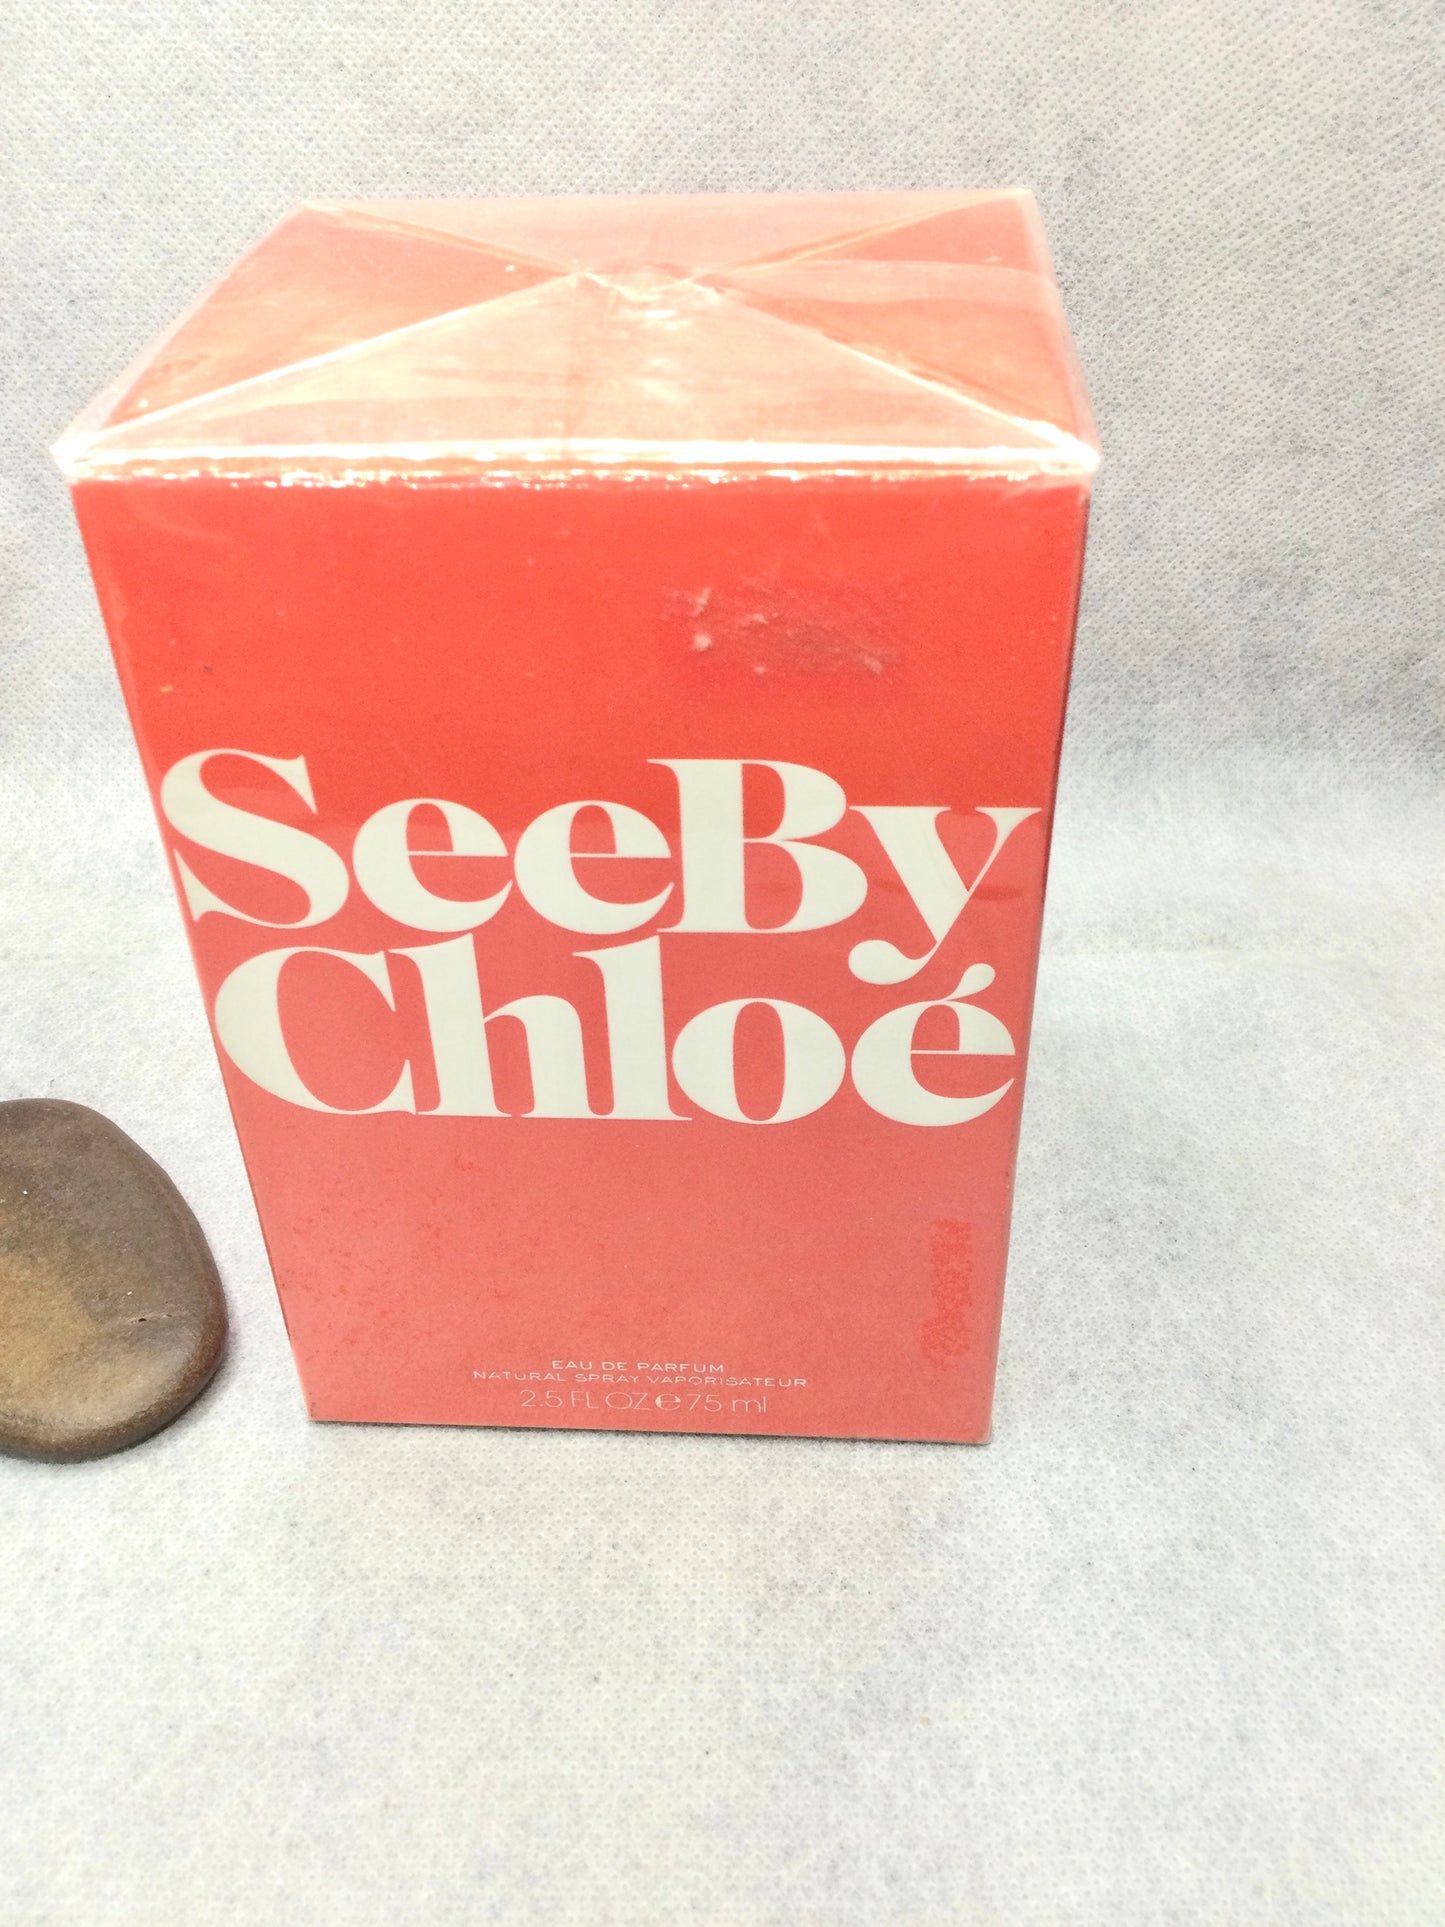 SeeBy
Chloé
EAU DE PARFUM
NATURAL SPRAY VAPORISATEUR
2.5 FL OZ ℮ 75 ml